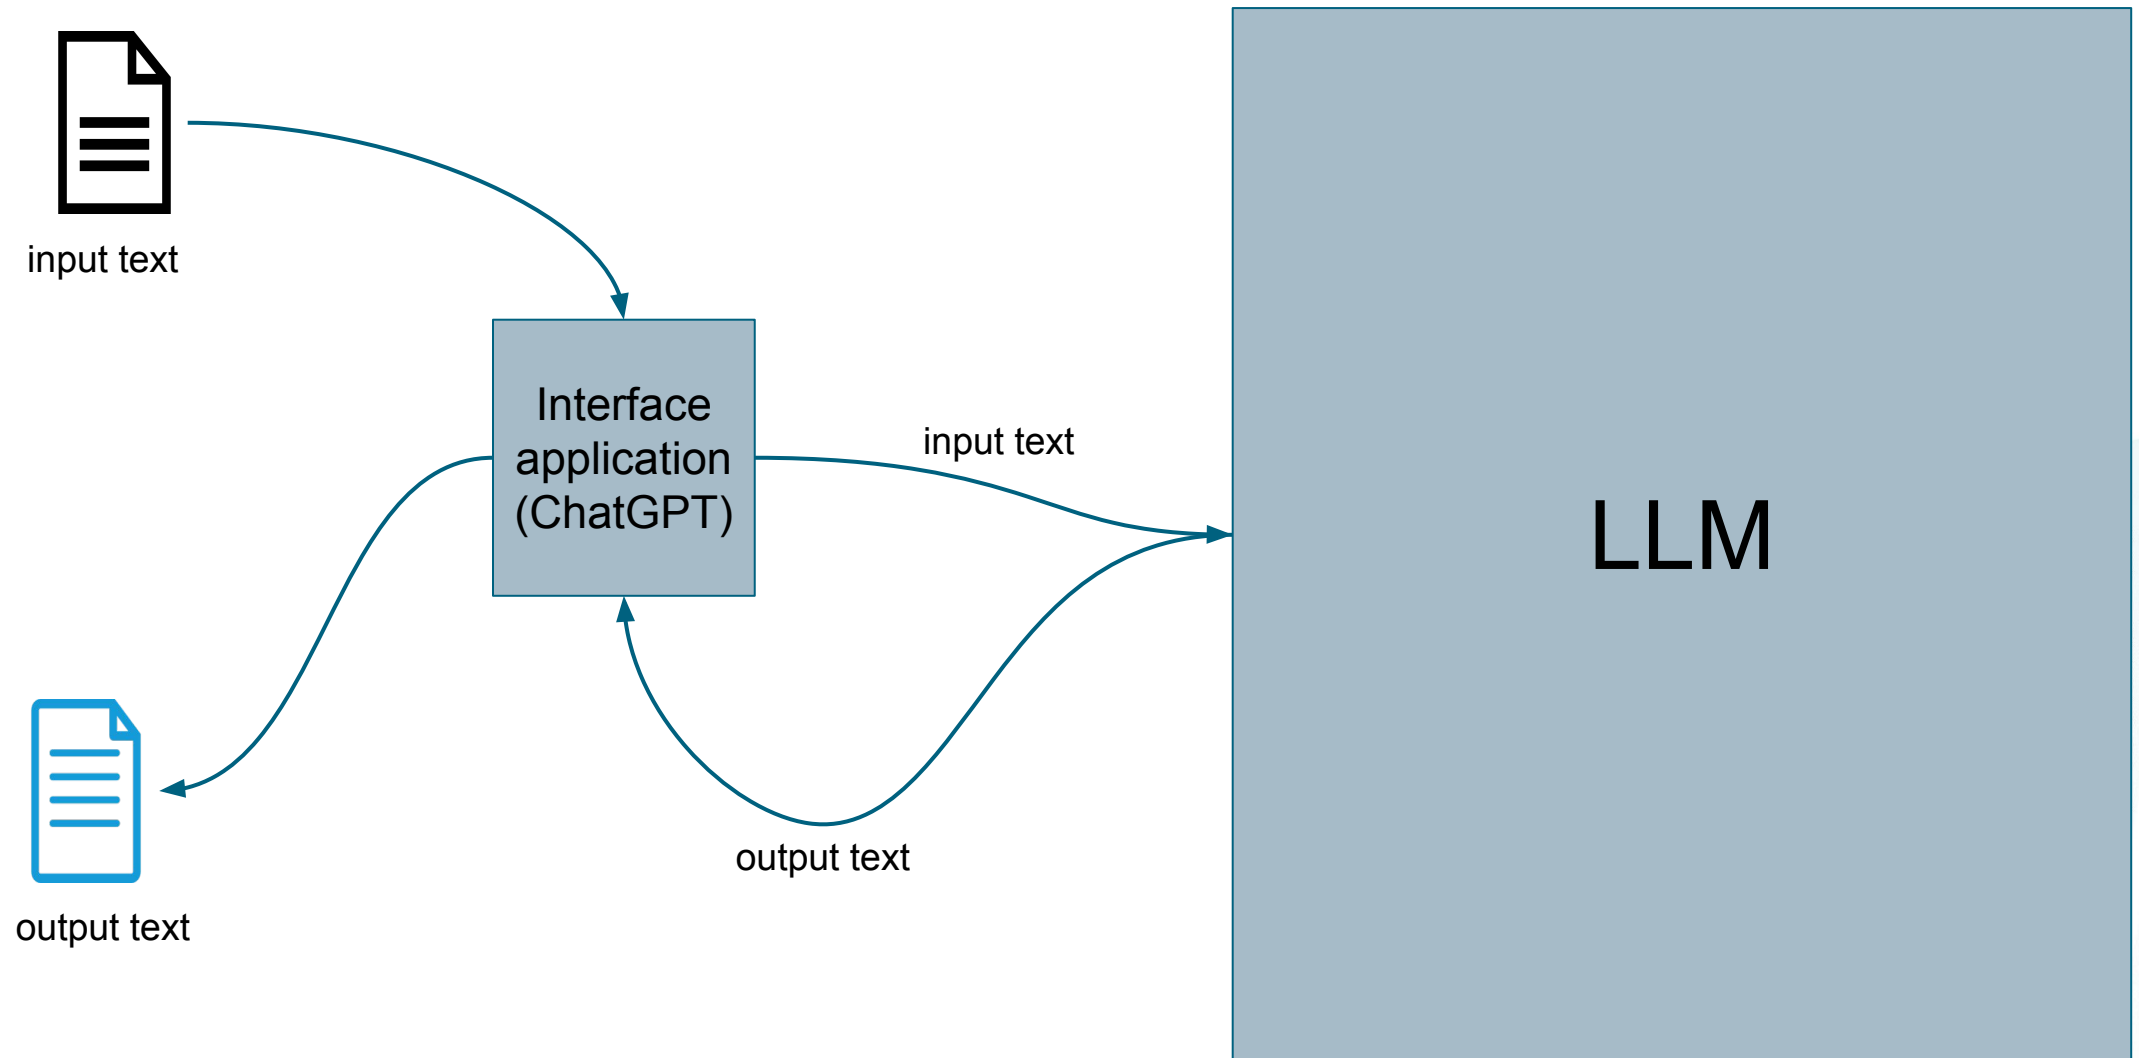 input text
Interface
application
(ChatGPT)
input text
LLM
output text
output text